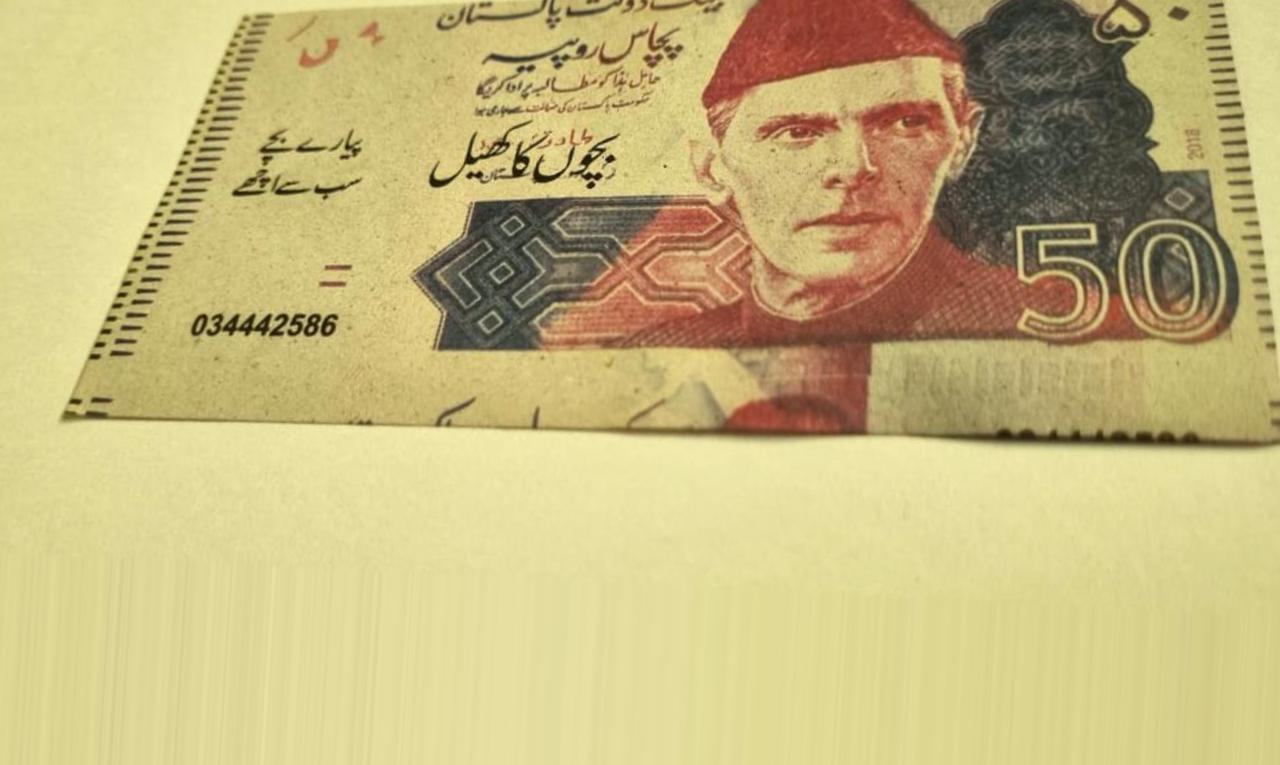 ۵۰
دولت پاکستان
پچاس روپیہ
حامل ہٰذا کو مطالبہ پر ادا کریگا
حکومت پاکستان کی ضمانت سے جاری ہوا
پیارے بچے
سب سے اچھے
بچوں کا کھیل
2018
50
034442586